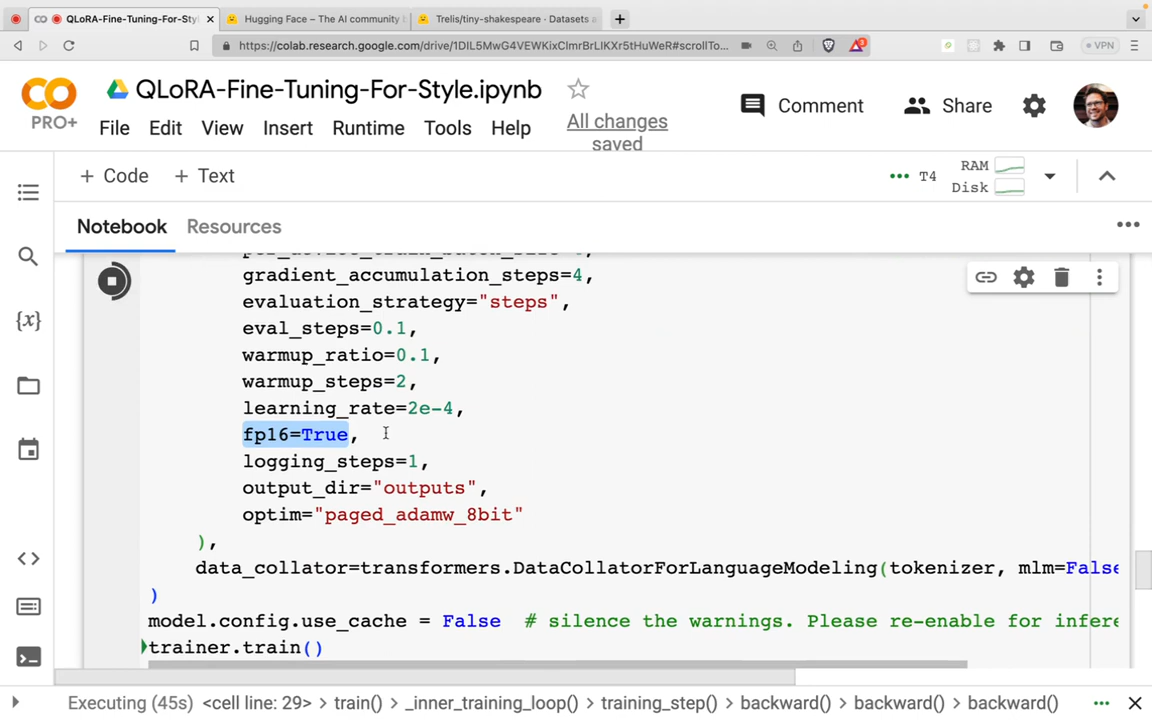 QLoRA-Fine-Tuning-For-Styl
Hugging Face – The AI community b
Trelis/tiny-shakespeare · Datasets a
https://colab.research.google.com/drive/1DIL5MwG4VEWKixClmrBrLIKXr5tHuWeR#scrollTo...
VPN
PRO+
QLoRA-Fine-Tuning-For-Style.ipynb
Comment
Share
File Edit View Insert Runtime Tools Help
All changes
saved
+ Code + Text
T4
RAM
Disk
Notebook Resources
gradient_accumulation_steps=4,
evaluation_strategy="steps",
eval_steps=0.1,
warmup_ratio=0.1,
warmup_steps=2,
learning_rate=2e-4,
fp16=True,
logging_steps=1,
output_dir="outputs",
optim="paged_adamw_8bit"
),
data_collator=transformers.DataCollatorForLanguageModeling(tokenizer, mlm=False
)
model.config.use_cache = False # silence the warnings. Please re-enable for infere
trainer.train()
Executing (45s) <cell line: 29> > train() > _inner_training_loop() > training_step() > backward() > backward() > backward()